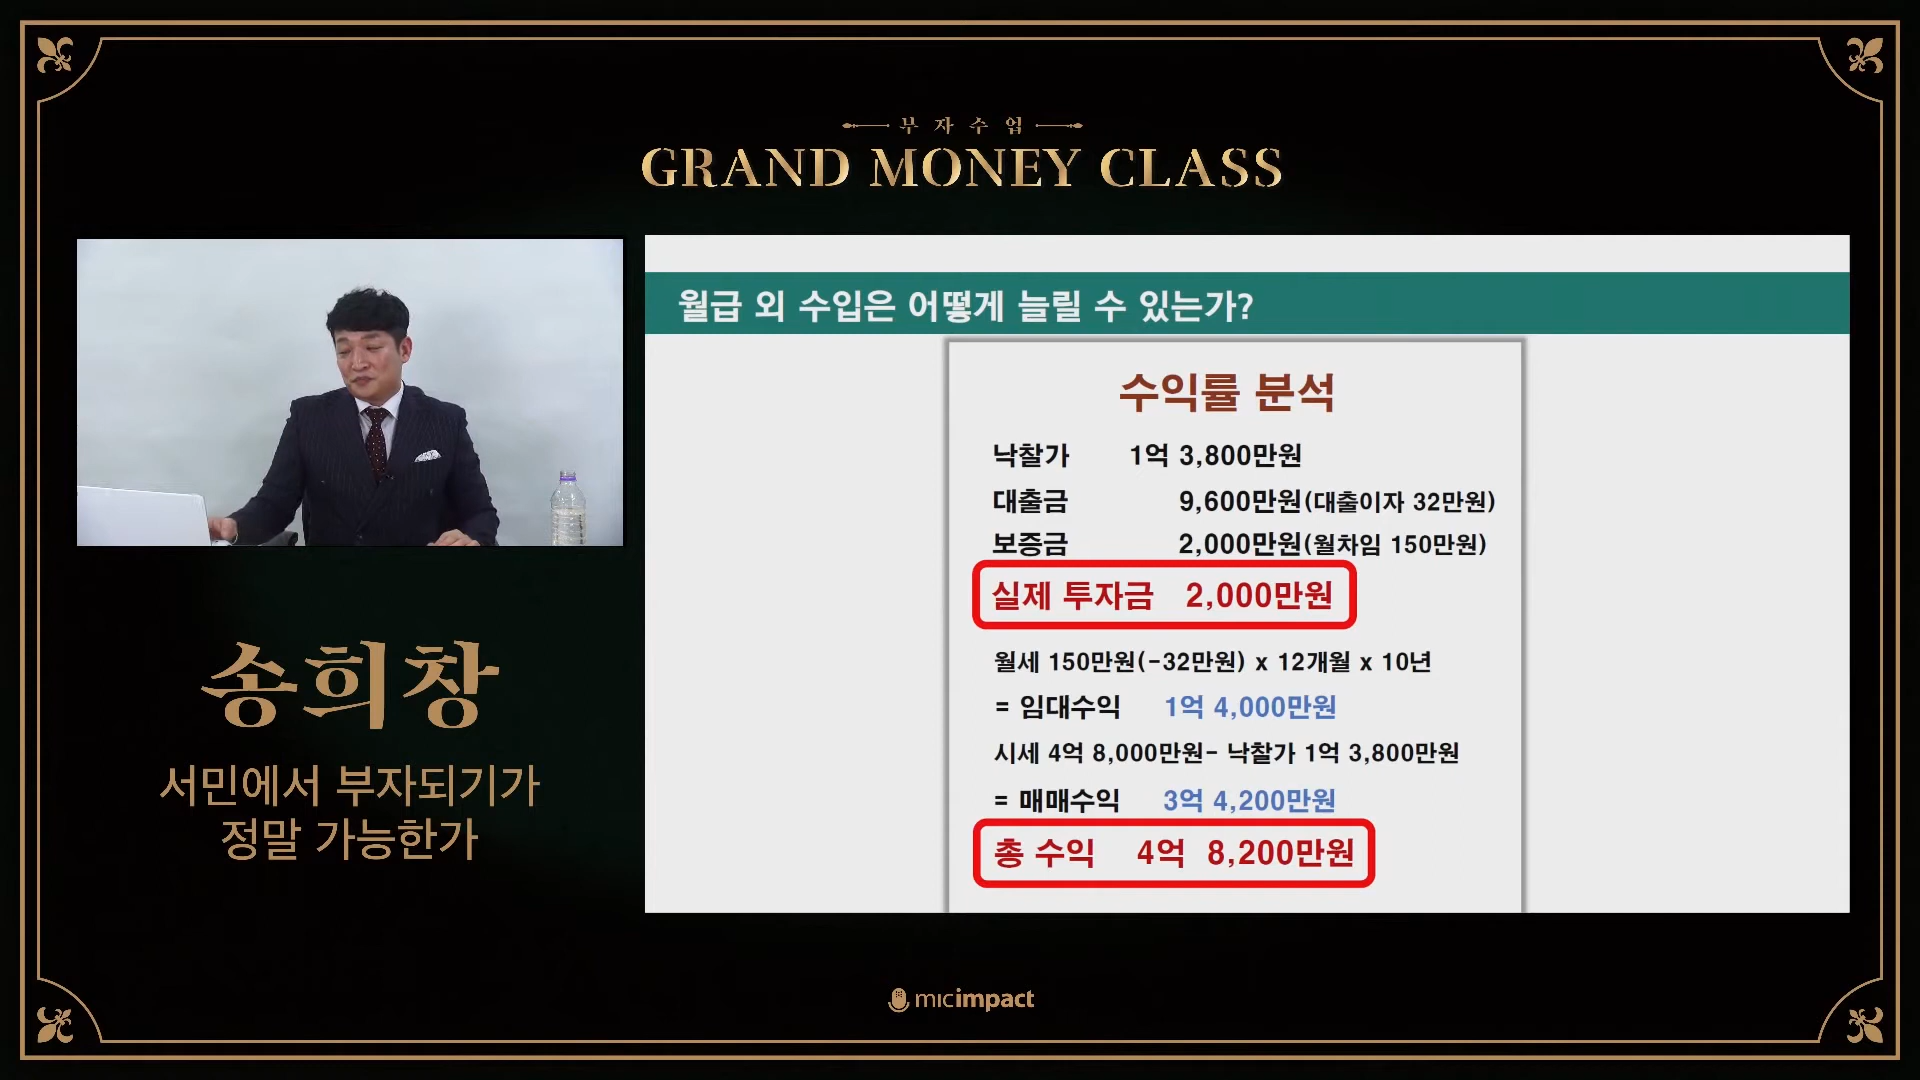 부 자 수 업
GRAND MONEY CLASS
월급 외 수입은 어떻게 늘릴 수 있는가?
수익률 분석
낙찰가 1억 3,800만원
대출금 9,600만원(대출이자 32만원)
보증금 2,000만원(월차임 150만원)
실제 투자금 2,000만원
월세 150만원(-32만원) x 12개월 x 10년
= 임대수익 1억 4,000만원
시세 4억 8,000만원- 낙찰가 1억 3,800만원
= 매매수익 3억 4,200만원
총 수익 4억 8,200만원
송희창
서민에서 부자되기가
정말 가능한가
micimpact